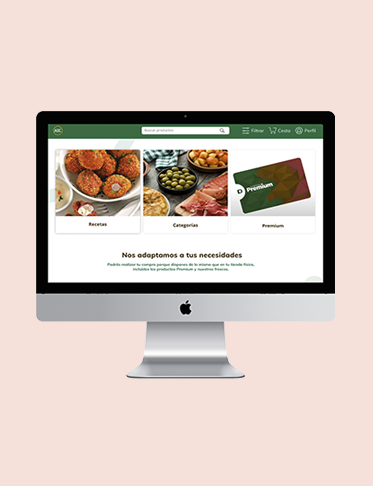 Buscar productos
Filtrar
Cesta
Perfil
Premium
Recetas
Categorías
Premium
Nos adaptamos a tus necesidades
Podrás realizar tu compra porque dispones de lo mismo que en tu tienda física,
incluidos los productos Premium y nuestros frescos.